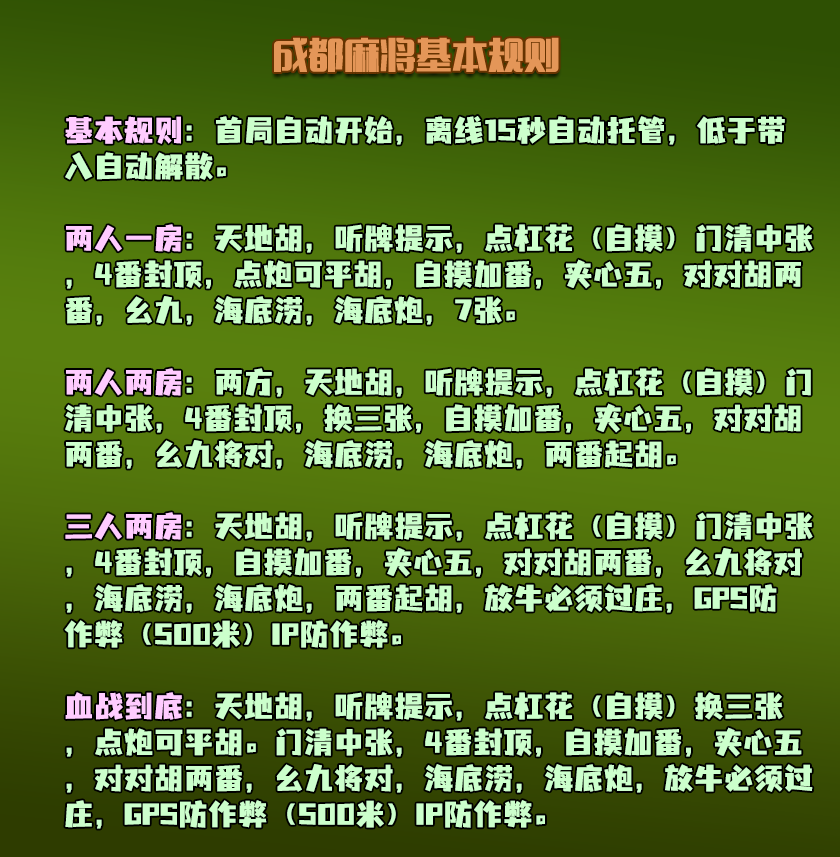 成都麻将基本规则
基本规则：首局自动开始，离线15秒自动托管，低于带
入自动解散。
两人一房：天地胡，听牌提示，点杠花（自摸）门清中张
，4番封顶，点炮可平胡，自摸加番，夹心五，对对胡两
番，幺九，海底涝，海底炮，7张。
两人两房：两方，天地胡，听牌提示，点杠花（自摸）门
清中张，4番封顶，换三张，自摸加番，夹心五，对对胡
两番，幺九将对，海底涝，海底炮，两番起胡。
三人两房：天地胡，听牌提示，点杠花（自摸）门清中张
，4番封顶，自摸加番，夹心五，对对胡两番，幺九将对
，海底涝，海底炮，两番起胡，放牛必须过庄，GPS防
作弊（500米）IP防作弊。
血战到底：天地胡，听牌提示，点杠花（自摸）换三张
，点炮可平胡。门清中张，4番封顶，自摸加番，夹心五
，对对胡两番，幺九将对，海底涝，海底炮，放牛必须过
庄，GPS防作弊（500米）IP防作弊。